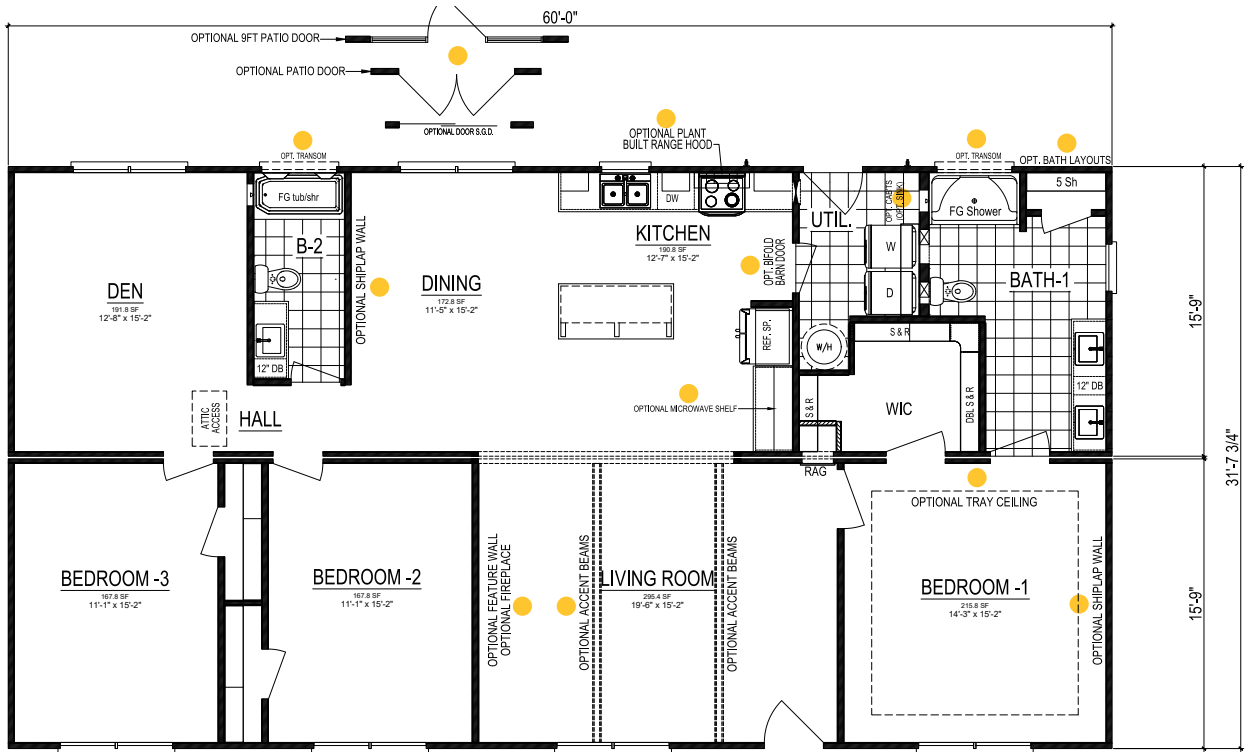 60'-0"
OPTIONAL 9FT PATIO DOOR
OPTIONAL PATIO DOOR
OPTIONAL DOOR S.G.D.
OPT. TRANSOM
OPTIONAL PLANT
BUILT RANGE HOOD
OPT. TRANSOM
OPT. BATH LAYOUTS
FG tub/shr
B-2
12" DB
OPTIONAL SHIPLAP WALL
DEN
191.8 SF
12'-8" x 15'-2"
DINING
172.8 SF
11'-5" x 15'-2"
DW
KITCHEN
190.8 SF
12'-7" x 15'-2"
OPT. BIFOLD
BARN DOOR
REF. SP.
OPTIONAL MICROWAVE SHELF
UTIL.
OPT. CAB'TS
(OPT. SINK)
W
D
W/H
FG Shower
5 Sh
BATH-1
12" DB
S & R
S & R
WIC
DBL S & R
RAG
15'-9"
31'-7 3/4"
15'-9"
ATTIC
ACCESS
HALL
BEDROOM -3
167.8 SF
11'-1" x 15'-2"
BEDROOM -2
167.8 SF
11'-1" x 15'-2"
OPTIONAL FEATURE WALL
OPTIONAL FIREPLACE
OPTIONAL ACCENT BEAMS
LIVING ROOM
295.4 SF
19'-6" x 15'-2"
OPTIONAL ACCENT BEAMS
OPTIONAL TRAY CEILING
BEDROOM -1
215.8 SF
14'-3" x 15'-2"
OPTIONAL SHIPLAP WALL